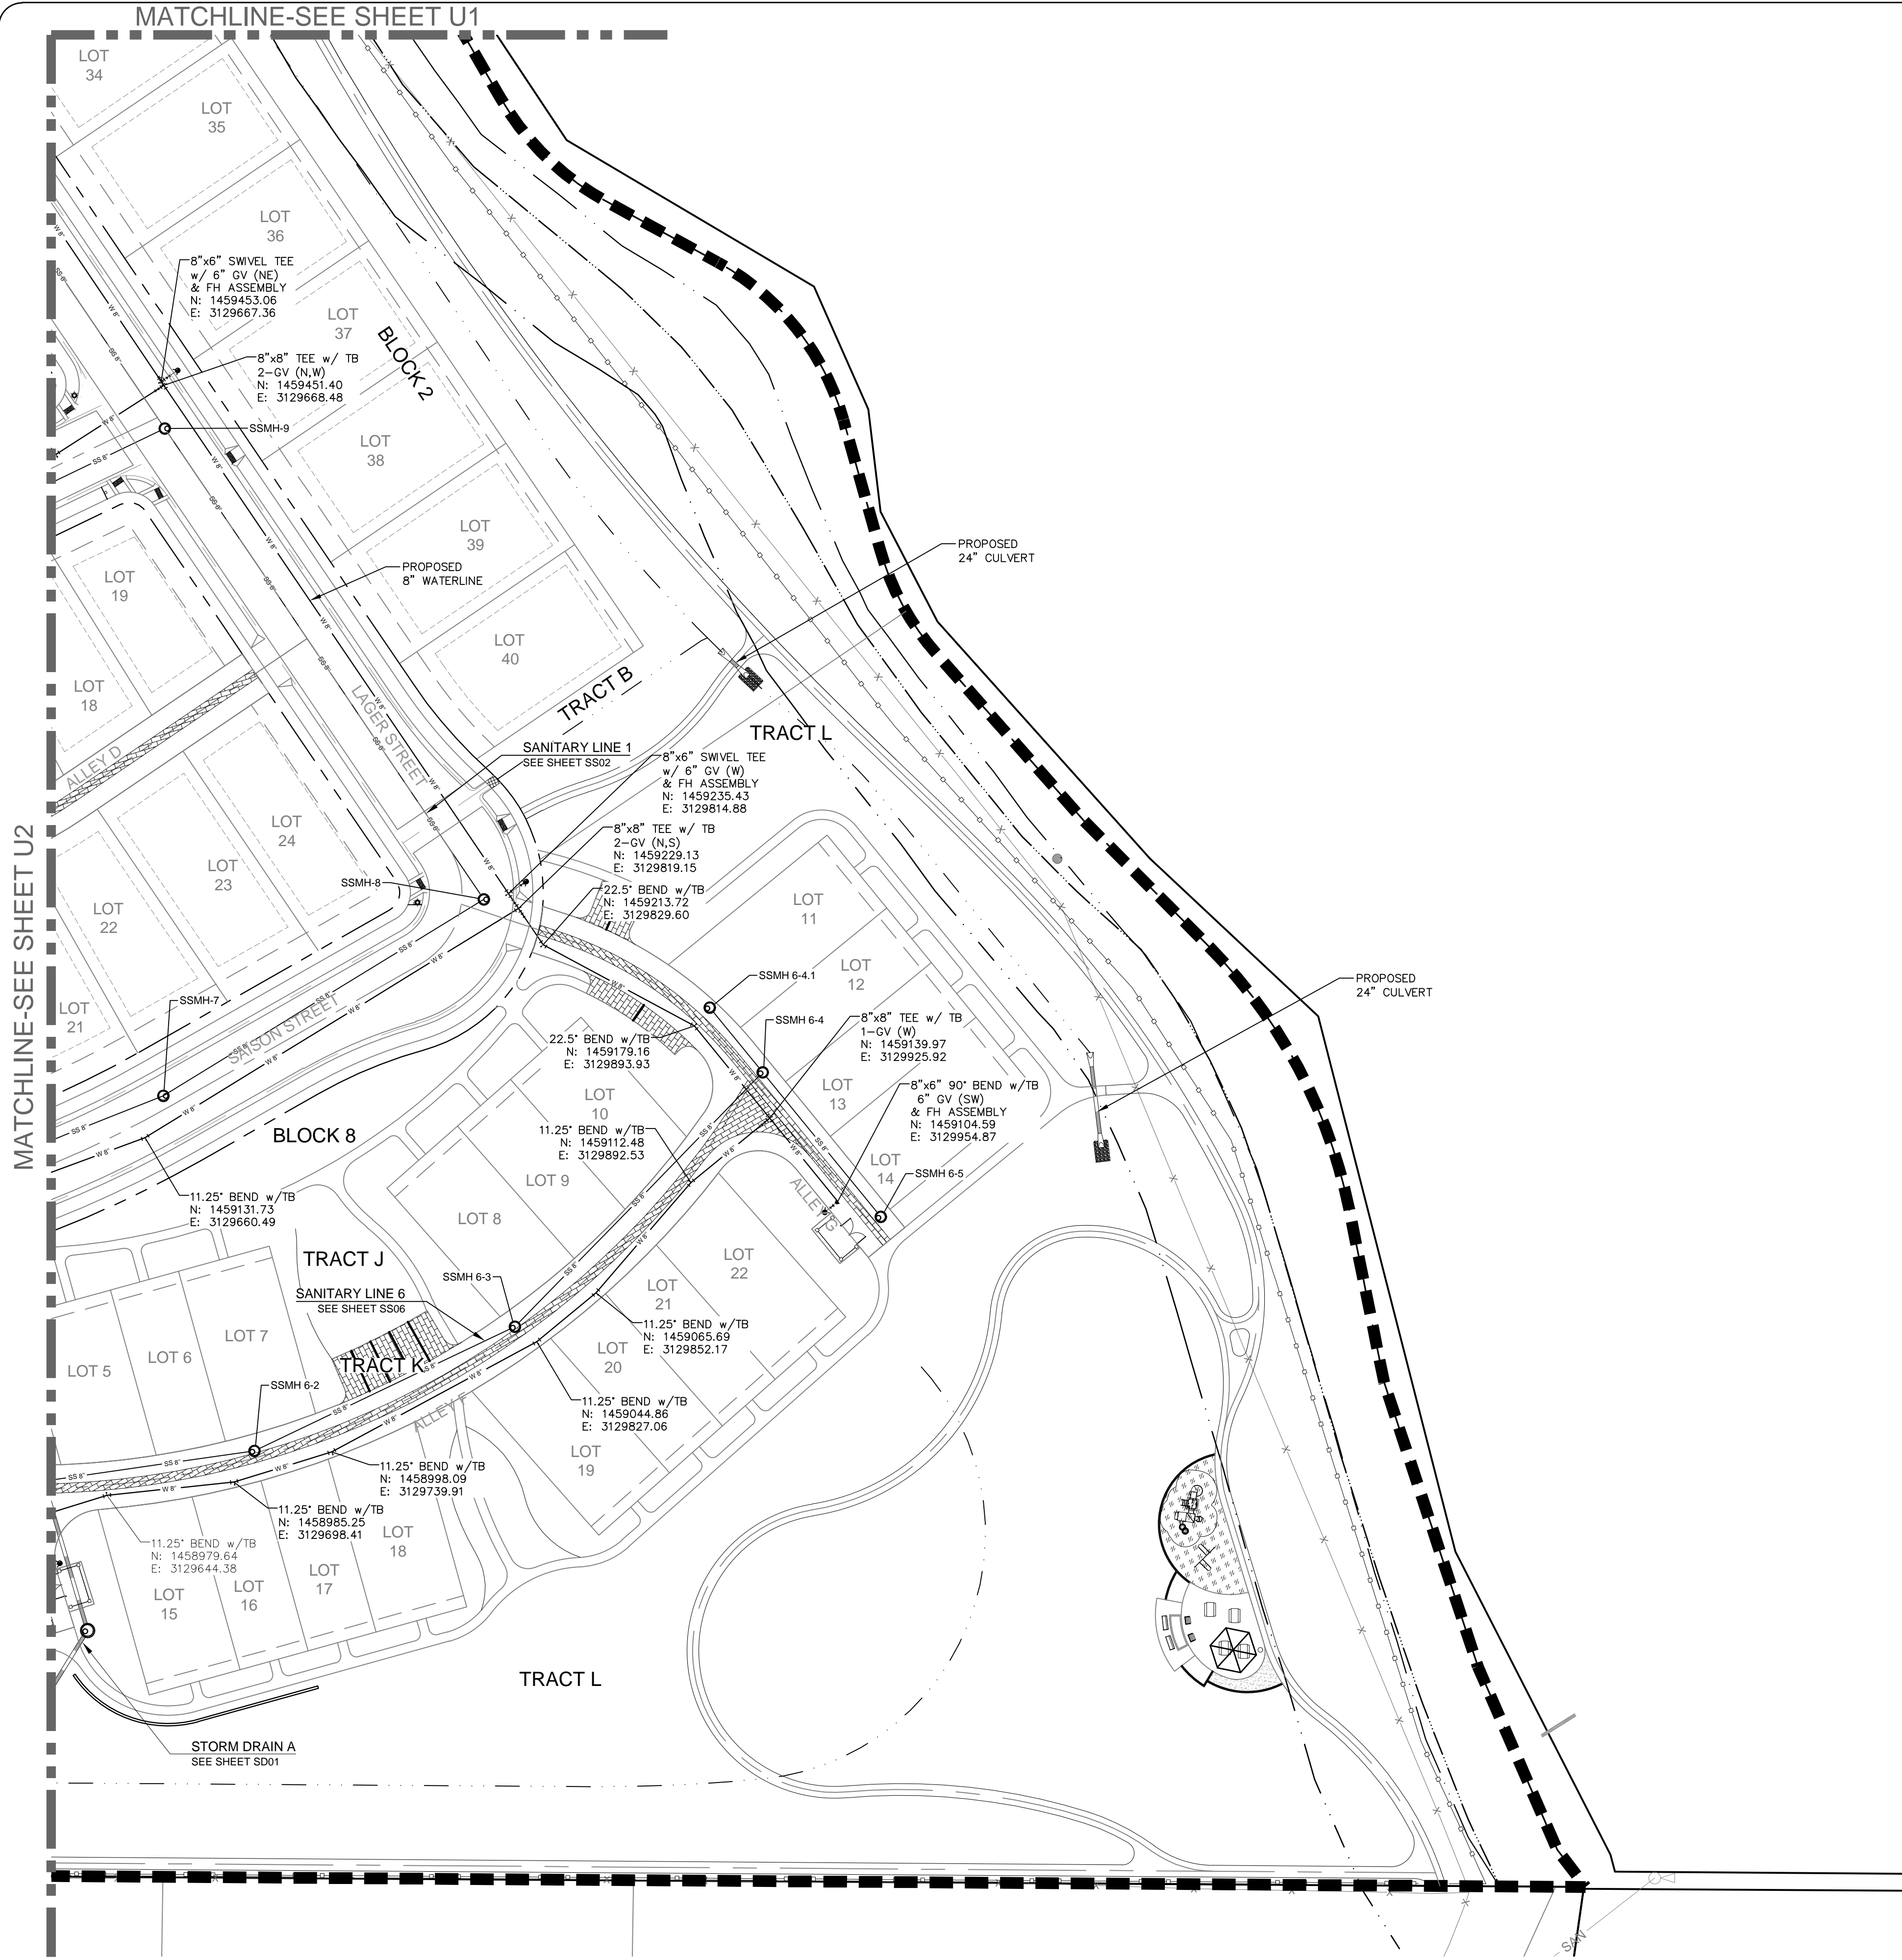 MATCHLINE-SEE SHEET U1
LOT
34
LOT
35
LOT
36
8"x6" SWIVEL TEE
w/ 6" GV (NE)
& FH ASSEMBLY
N: 1459453.06
E: 3129667.36
LOT
37
BLOCK 2
8"x8" TEE w/ TB
2-GV (N,W)
N: 1459451.40
E: 3129668.48
SSMH-9
LOT
38
LOT
39
PROPOSED
24" CULVERT
PROPOSED
8" WATERLINE
LOT
19
LOT
40
LOT
18
TRACT B
LAGER STREET
ALLEY D
TRACT L
SANITARY LINE 1
SEE SHEET SS02
8"x6" SWIVEL TEE
w/ 6" GV (W)
& FH ASSEMBLY
N: 1459235.43
E: 3129814.88
LOT
24
8"x8" TEE w/ TB
2-GV (N,S)
N: 1459229.13
E: 3129819.15
LOT
23
SSMH-8
22.5° BEND w/TB
N: 1459213.72
E: 3129829.60
LOT
22
LOT
11
MATCHLINE-SEE SHEET U2
LOT
12
SSMH 6-4.1
PROPOSED
24" CULVERT
SSMH-7
LOT
21
SAISON STREET
SSMH 6-4
8"x8" TEE w/ TB
1-GV (W)
N: 1459139.97
E: 3129925.92
22.5° BEND w/TB
N: 1459179.16
E: 3129893.93
LOT
10
LOT
13
8"x6" 90° BEND w/TB
6" GV (SW)
& FH ASSEMBLY
N: 1459104.59
E: 3129954.87
BLOCK 8
11.25° BEND w/TB
N: 1459112.48
E: 3129892.53
LOT
14
SSMH 6-5
LOT 9
ALLEY G
11.25° BEND w/TB
N: 1459131.73
E: 3129660.49
LOT 8
TRACT J
LOT
22
SSMH 6-3
SANITARY LINE 6
SEE SHEET SS06
LOT
21
11.25° BEND w/TB
N: 1459065.69
E: 3129852.17
LOT 7
LOT 6
LOT 5
LOT
20
TRACT K
SSMH 6-2
ALLEY F
11.25° BEND w/TB
N: 1459044.86
E: 3129827.06
LOT
19
11.25° BEND w/TB
N: 1458998.09
E: 3129739.91
11.25° BEND w/TB
N: 1458985.25
E: 3129698.41
LOT
18
11.25° BEND w/TB
N: 1458979.64
E: 3129644.38
LOT
17
LOT
16
LOT
15
TRACT L
STORM DRAIN A
SEE SHEET SD01
SAN
W 8"
SS 8"